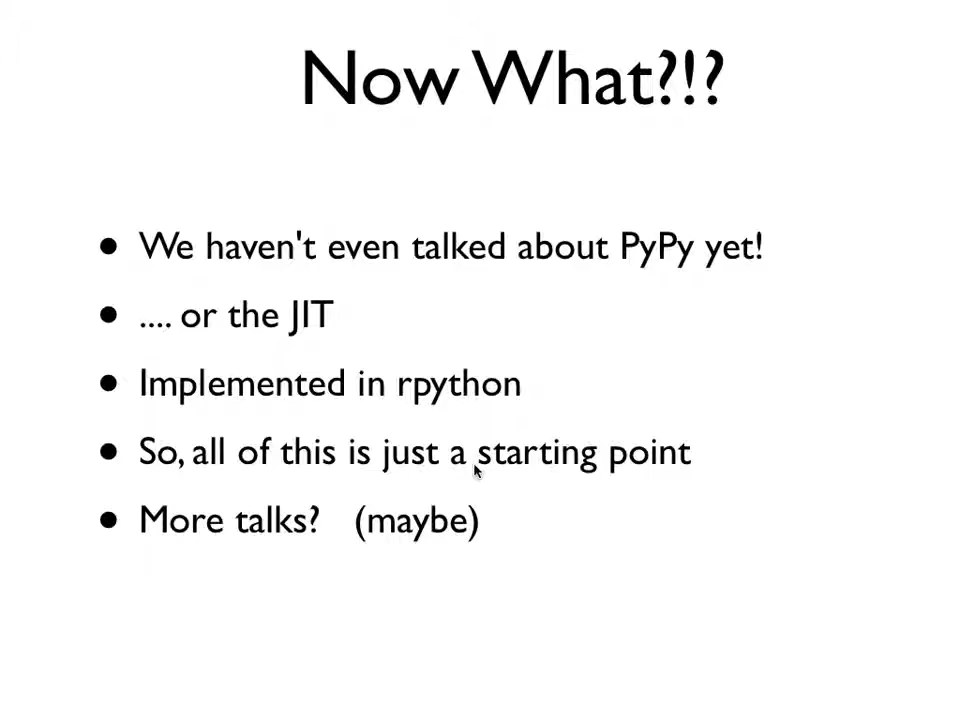 Now What?!?
• We haven't even talked about PyPy yet!
• .... or the JIT
• Implemented in rpython
• So, all of this is just a starting point
• More talks? (maybe)